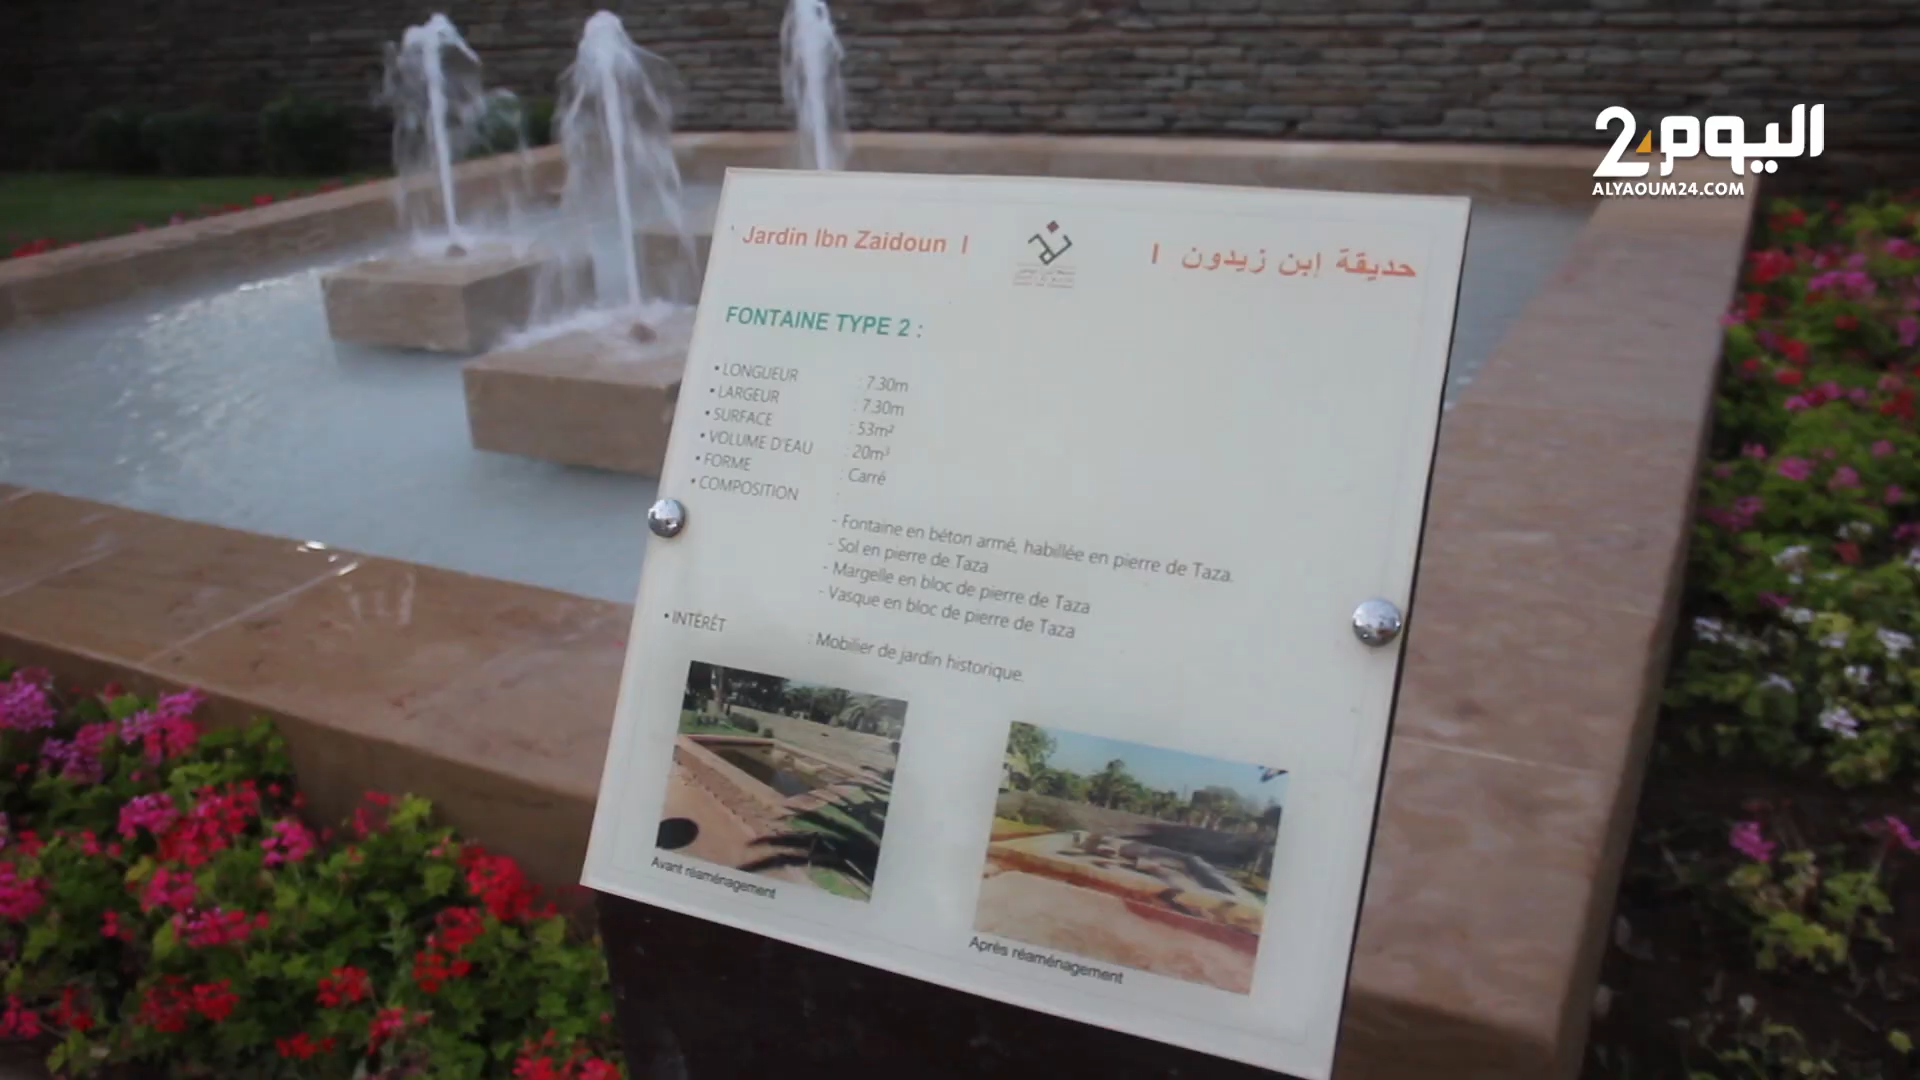 اليوم24
ALYAOUM24.COM
Jardin Ibn Zaidoun I
حديقة إبن زيدون I
FONTAINE TYPE 2 :
• LONGUEUR : 7.30m
• LARGEUR : 7.30m
• SURFACE : 53m²
• VOLUME D'EAU : 20m³
• FORME : Carré
• COMPOSITION :
- Fontaine en béton armé, habillée en pierre de Taza.
- Sol en pierre de Taza
- Margelle en bloc de pierre de Taza
- Vasque en bloc de pierre de Taza
• INTÉRÊT : Mobilier de jardin historique.
Avant réaménagement
Après réaménagement